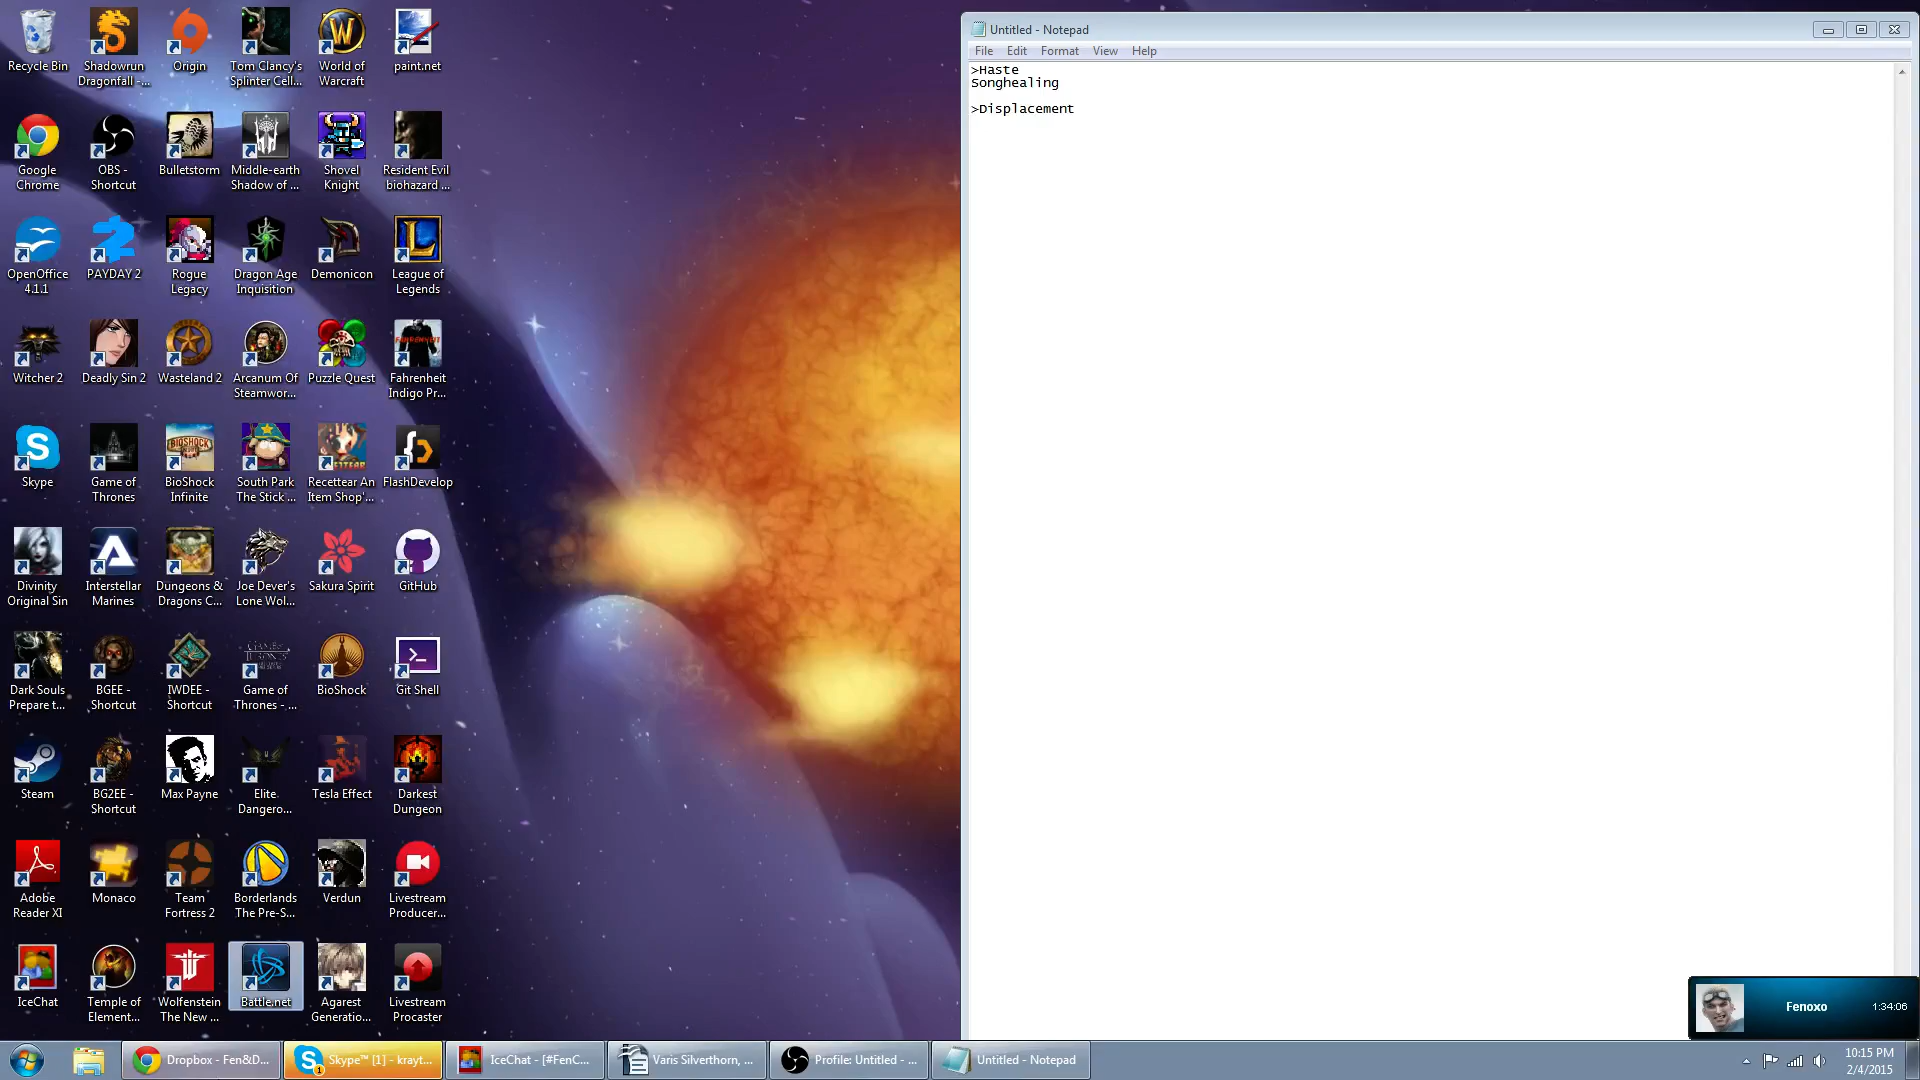 Recycle Bin
Shadowrun
Dragonfall -...
Origin
Tom Clancy's
Splinter Cell...
World of
Warcraft
paint.net
Google
Chrome
OBS -
Shortcut
Bulletstorm
Middle-earth
Shadow of ...
Shovel
Knight
Resident Evil
biohazard ...
OpenOffice
4.1.1
PAYDAY 2
Rogue
Legacy
Dragon Age
Inquisition
Demonicon
League of
Legends
Witcher 2
Deadly Sin 2
Wasteland 2
Arcanum Of
Steamwor...
Puzzle Quest
Fahrenheit
Indigo Pr...
Skype
Game of
Thrones
BioShock
Infinite
South Park
The Stick ...
Recettear An
Item Shop'...
FlashDevelop
Divinity
Original Sin
Interstellar
Marines
Dungeons &
Dragons C...
Joe Dever's
Lone Wol...
Sakura Spirit
GitHub
Dark Souls
Prepare t...
BGEE -
Shortcut
IWDEE -
Shortcut
Game of
Thrones - ...
BioShock
Git Shell
Steam
BG2EE -
Shortcut
Max Payne
Elite
Dangero...
Tesla Effect
Darkest
Dungeon
Adobe
Reader XI
Monaco
Team
Fortress 2
Borderlands
The Pre-S...
Verdun
Livestream
Producer...
IceChat
Temple of
Element...
Wolfenstein
The New ...
Battle.net
Agarest
Generatio...
Livestream
Procaster
Untitled - Notepad
File Edit Format View Help
>Haste
Songhealing
>Displacement
Fenoxo 1:34:06
Dropbox - Fen&D...
Skype™ [1] - krayt...
IceChat - [#FenC...
Varis Silverthorn, ...
Profile: Untitled - ...
Untitled - Notepad
10:15 PM
2/4/2015